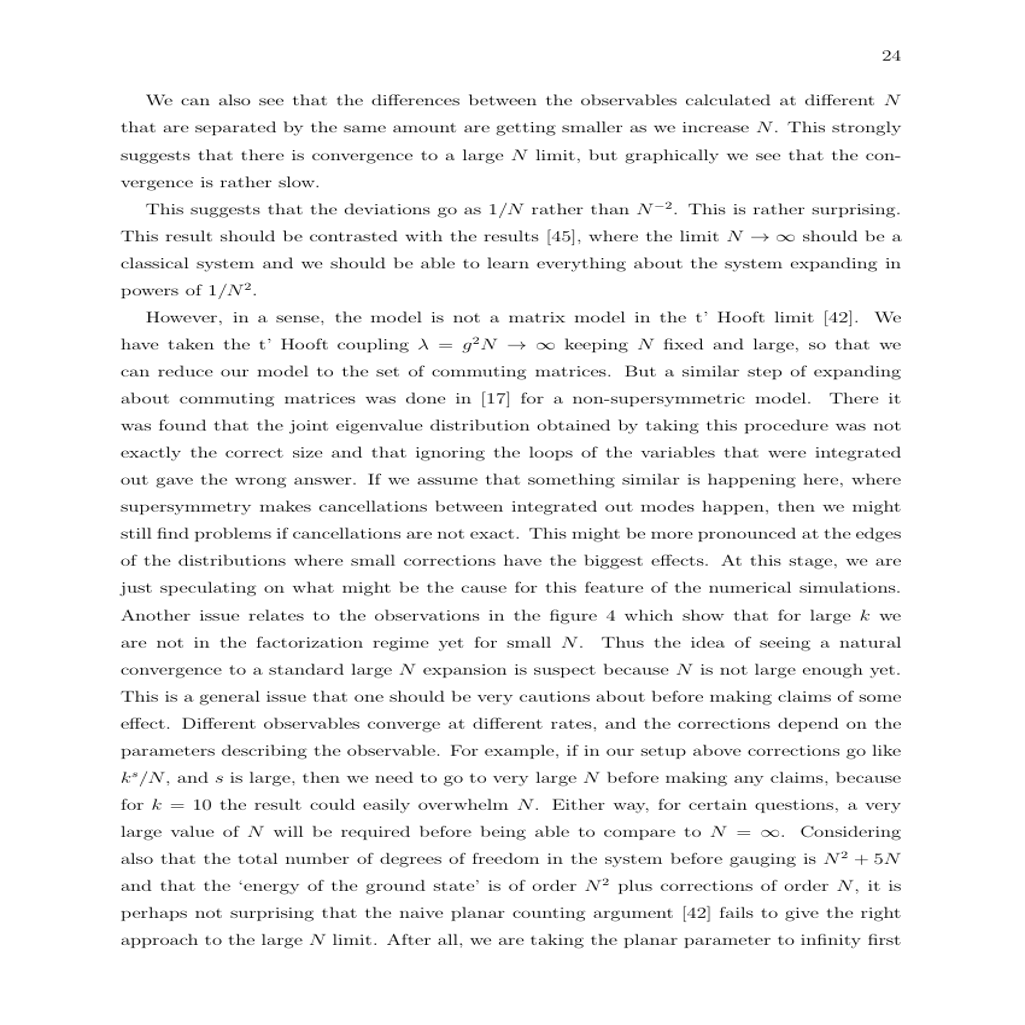 24
We can also see that the differences between the observables calculated at different N
that are separated by the same amount are getting smaller as we increase N. This strongly
suggests that there is convergence to a large N limit, but graphically we see that the con-
vergence is rather slow.
This suggests that the deviations go as 1/N rather than N⁻². This is rather surprising.
This result should be contrasted with the results [45], where the limit N → ∞ should be a
classical system and we should be able to learn everything about the system expanding in
powers of 1/N².
However, in a sense, the model is not a matrix model in the t’ Hooft limit [42]. We
have taken the t’ Hooft coupling λ = g²N → ∞ keeping N fixed and large, so that we
can reduce our model to the set of commuting matrices. But a similar step of expanding
about commuting matrices was done in [17] for a non-supersymmetric model. There it
was found that the joint eigenvalue distribution obtained by taking this procedure was not
exactly the correct size and that ignoring the loops of the variables that were integrated
out gave the wrong answer. If we assume that something similar is happening here, where
supersymmetry makes cancellations between integrated out modes happen, then we might
still find problems if cancellations are not exact. This might be more pronounced at the edges
of the distributions where small corrections have the biggest effects. At this stage, we are
just speculating on what might be the cause for this feature of the numerical simulations.
Another issue relates to the observations in the figure 4 which show that for large k we
are not in the factorization regime yet for small N. Thus the idea of seeing a natural
convergence to a standard large N expansion is suspect because N is not large enough yet.
This is a general issue that one should be very cautions about before making claims of some
effect. Different observables converge at different rates, and the corrections depend on the
parameters describing the observable. For example, if in our setup above corrections go like
kˢ/N, and s is large, then we need to go to very large N before making any claims, because
for k = 10 the result could easily overwhelm N. Either way, for certain questions, a very
large value of N will be required before being able to compare to N = ∞. Considering
also that the total number of degrees of freedom in the system before gauging is N² + 5N
and that the ‘energy of the ground state’ is of order N² plus corrections of order N, it is
perhaps not surprising that the naive planar counting argument [42] fails to give the right
approach to the large N limit. After all, we are taking the planar parameter to infinity first